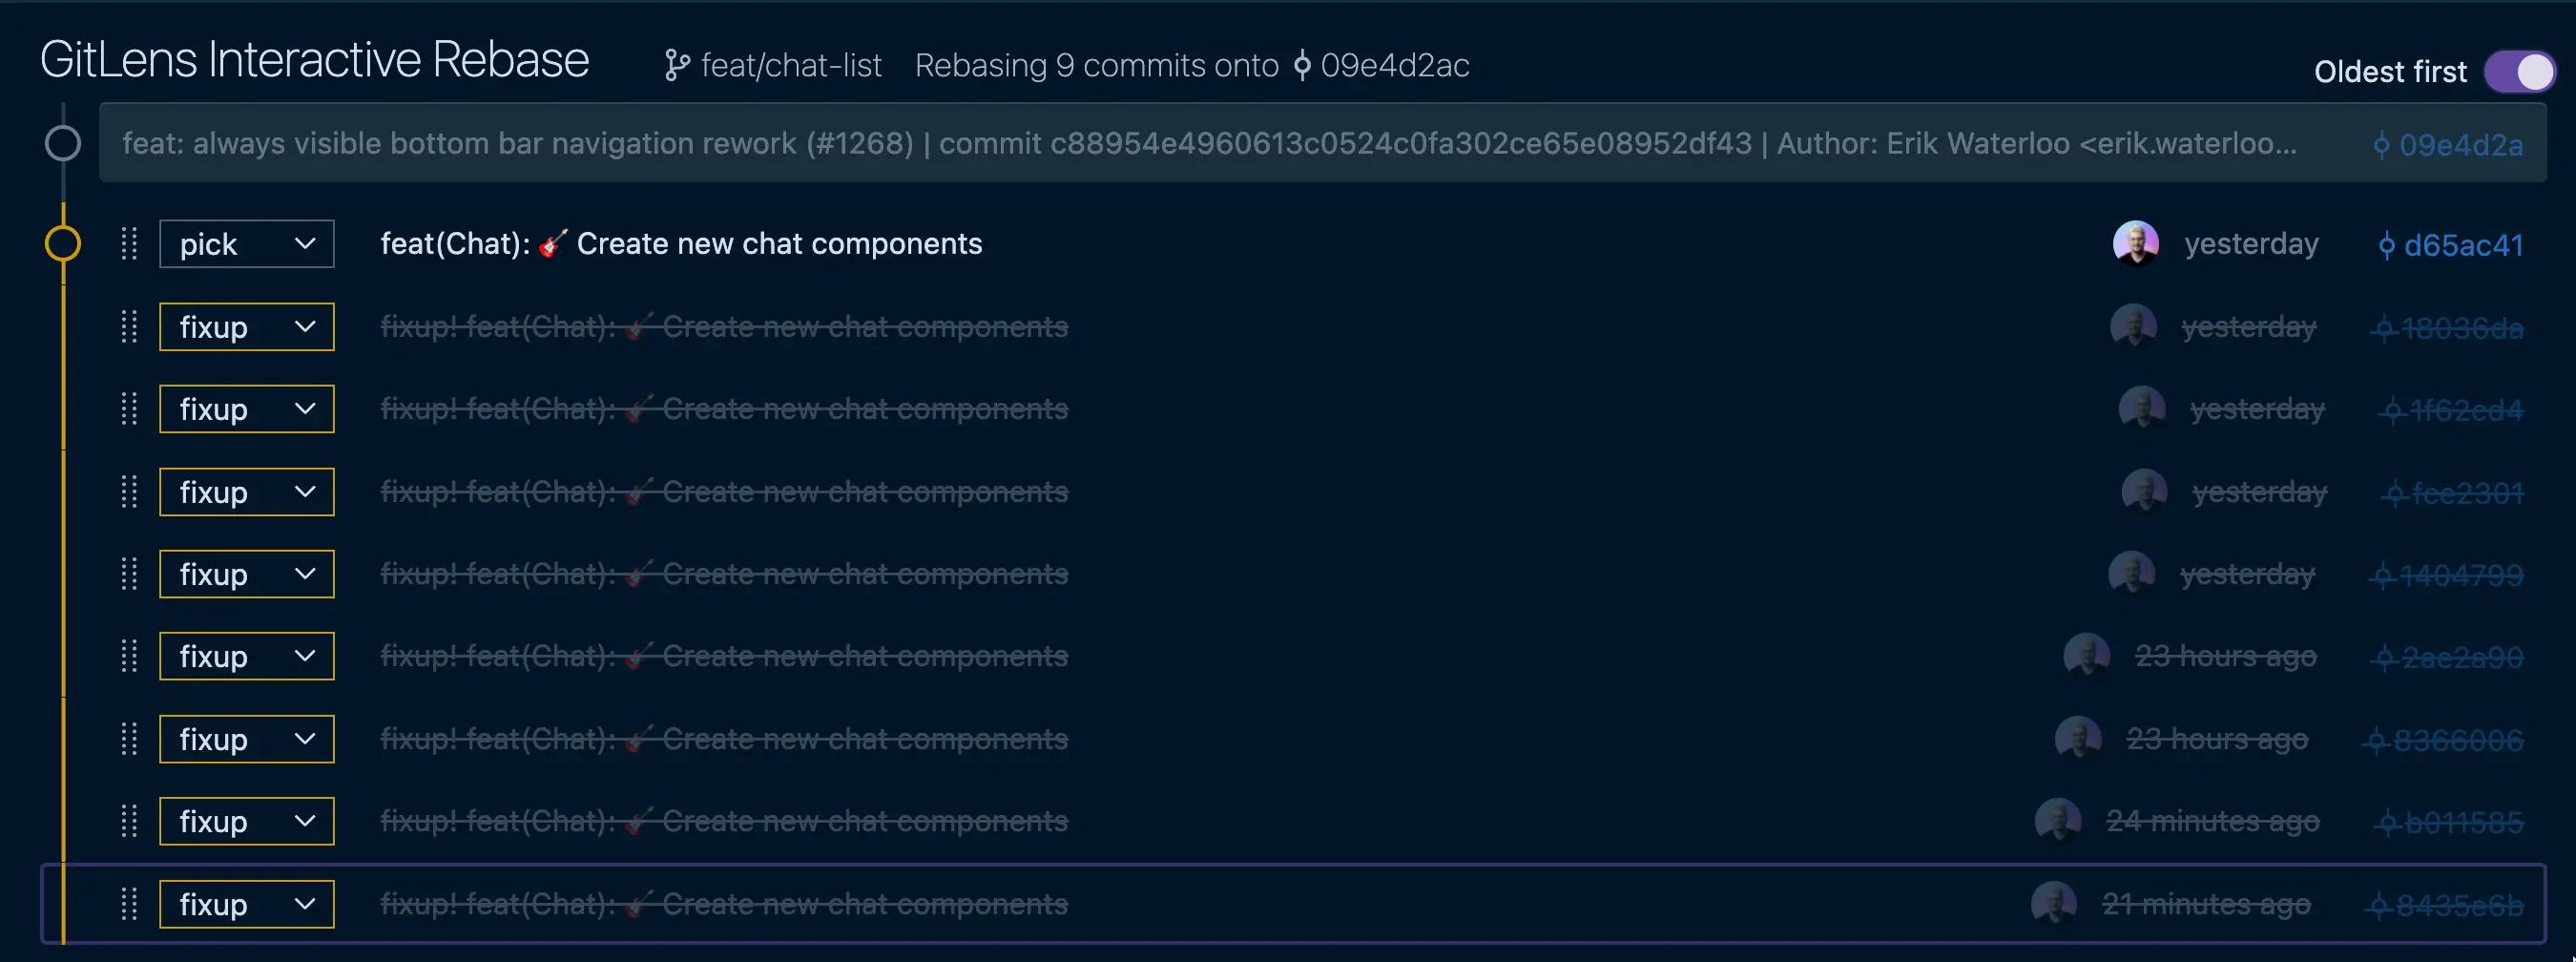 GitLens Interactive Rebase feat/chat-list Rebasing 9 commits onto 09e4d2ac Oldest first
feat: always visible bottom bar navigation rework (#1268) | commit c88954e4960613c0524c0fa302ce65e08952df43 | Author: Erik Waterloo <erik.waterloo... 09e4d2a
pick feat(Chat): 🎸 Create new chat components yesterday d65ac41
fixup fixup! feat(Chat): 🎸 Create new chat components yesterday 18036da
fixup fixup! feat(Chat): 🎸 Create new chat components yesterday 1f62cd4
fixup fixup! feat(Chat): 🎸 Create new chat components yesterday fce2301
fixup fixup! feat(Chat): 🎸 Create new chat components yesterday 1404799
fixup fixup! feat(Chat): 🎸 Create new chat components 23 hours ago 2ae2a90
fixup fixup! feat(Chat): 🎸 Create new chat components 23 hours ago 8366006
fixup fixup! feat(Chat): 🎸 Create new chat components 24 minutes ago b011585
fixup fixup! feat(Chat): 🎸 Create new chat components 21 minutes ago 8435e6b